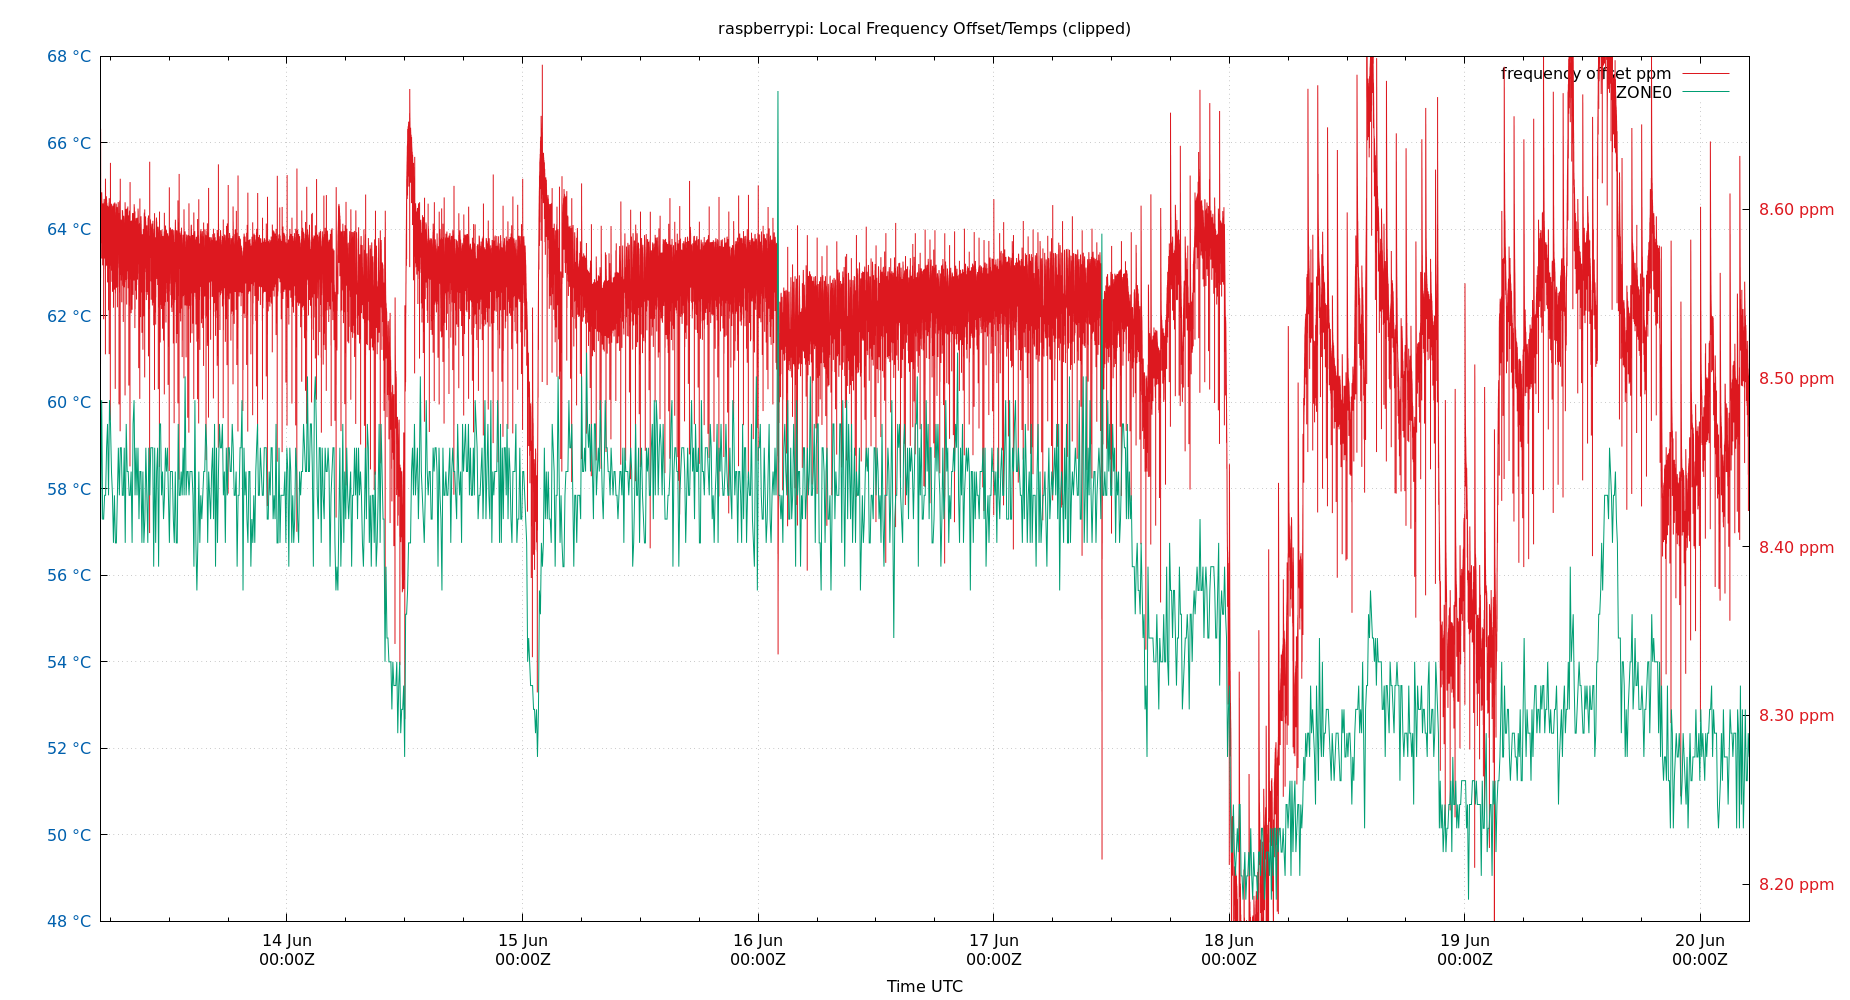 raspberrypi: Local Frequency Offset/Temps (clipped)
68 °C
66 °C
64 °C
62 °C
60 °C
58 °C
56 °C
54 °C
52 °C
50 °C
48 °C
frequency offset ppm
ZONE0
8.60 ppm
8.50 ppm
8.40 ppm
8.30 ppm
8.20 ppm
14 Jun
00:00Z
15 Jun
00:00Z
16 Jun
00:00Z
17 Jun
00:00Z
18 Jun
00:00Z
19 Jun
00:00Z
20 Jun
00:00Z
Time UTC